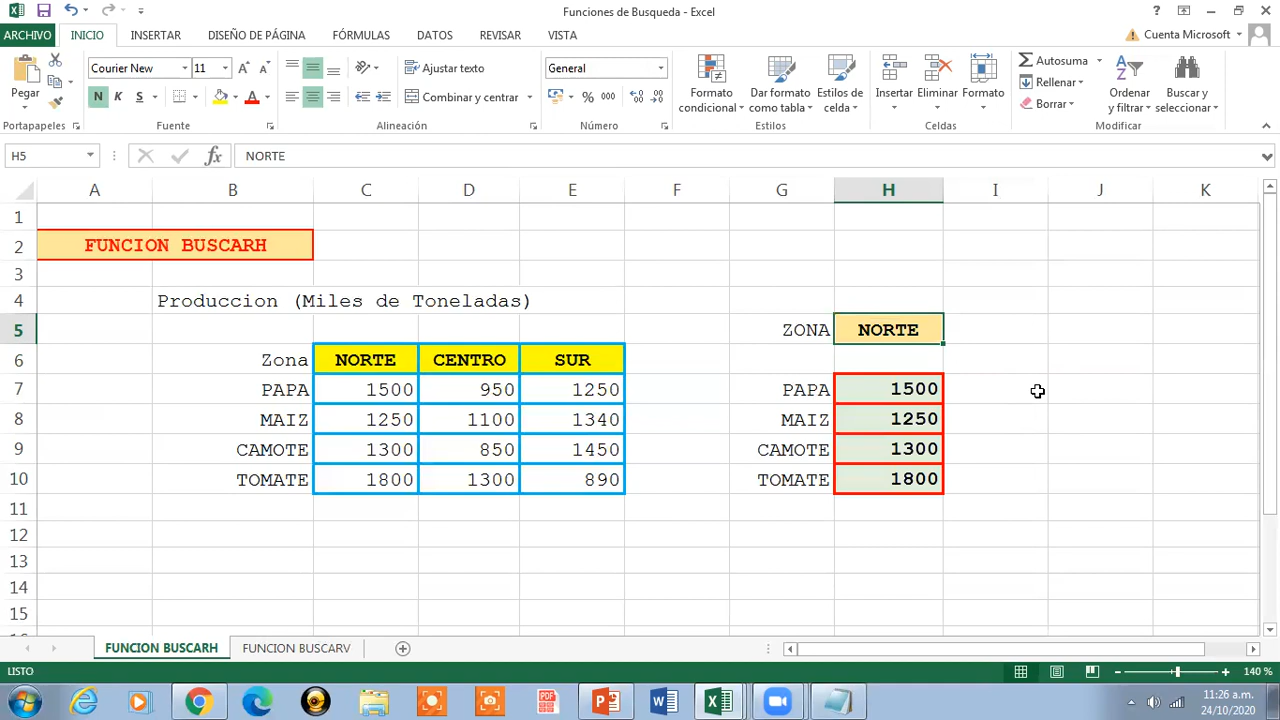 Funciones de Busqueda - Excel
?
ARCHIVO INICIO INSERTAR DISEÑO DE PÁGINA FÓRMULAS DATOS REVISAR VISTA Cuenta Microsoft
Pegar
Courier New 11
N K S
Ajustar texto
Combinar y centrar
General
% 000
Formato condicional
Dar formato como tabla
Estilos de celda
Insertar Eliminar Formato
Autosuma
Rellenar
Borrar
Ordenar y filtrar
Buscar y seleccionar
Portapapeles Fuente Alineación Número Estilos Celdas Modificar
H5 fx NORTE
A B C D E F G H I J K
1
2 FUNCION BUSCARH
3
4 Produccion (Miles de Toneladas)
5 ZONA NORTE
6 Zona NORTE CENTRO SUR
7 PAPA 1500 950 1250 PAPA 1500
8 MAIZ 1250 1100 1340 MAIZ 1250
9 CAMOTE 1300 850 1450 CAMOTE 1300
10 TOMATE 1800 1300 890 TOMATE 1800
11
12
13
14
15
FUNCION BUSCARH FUNCION BUSCARV
LISTO 140 %
11:26 a.m.
24/10/2020